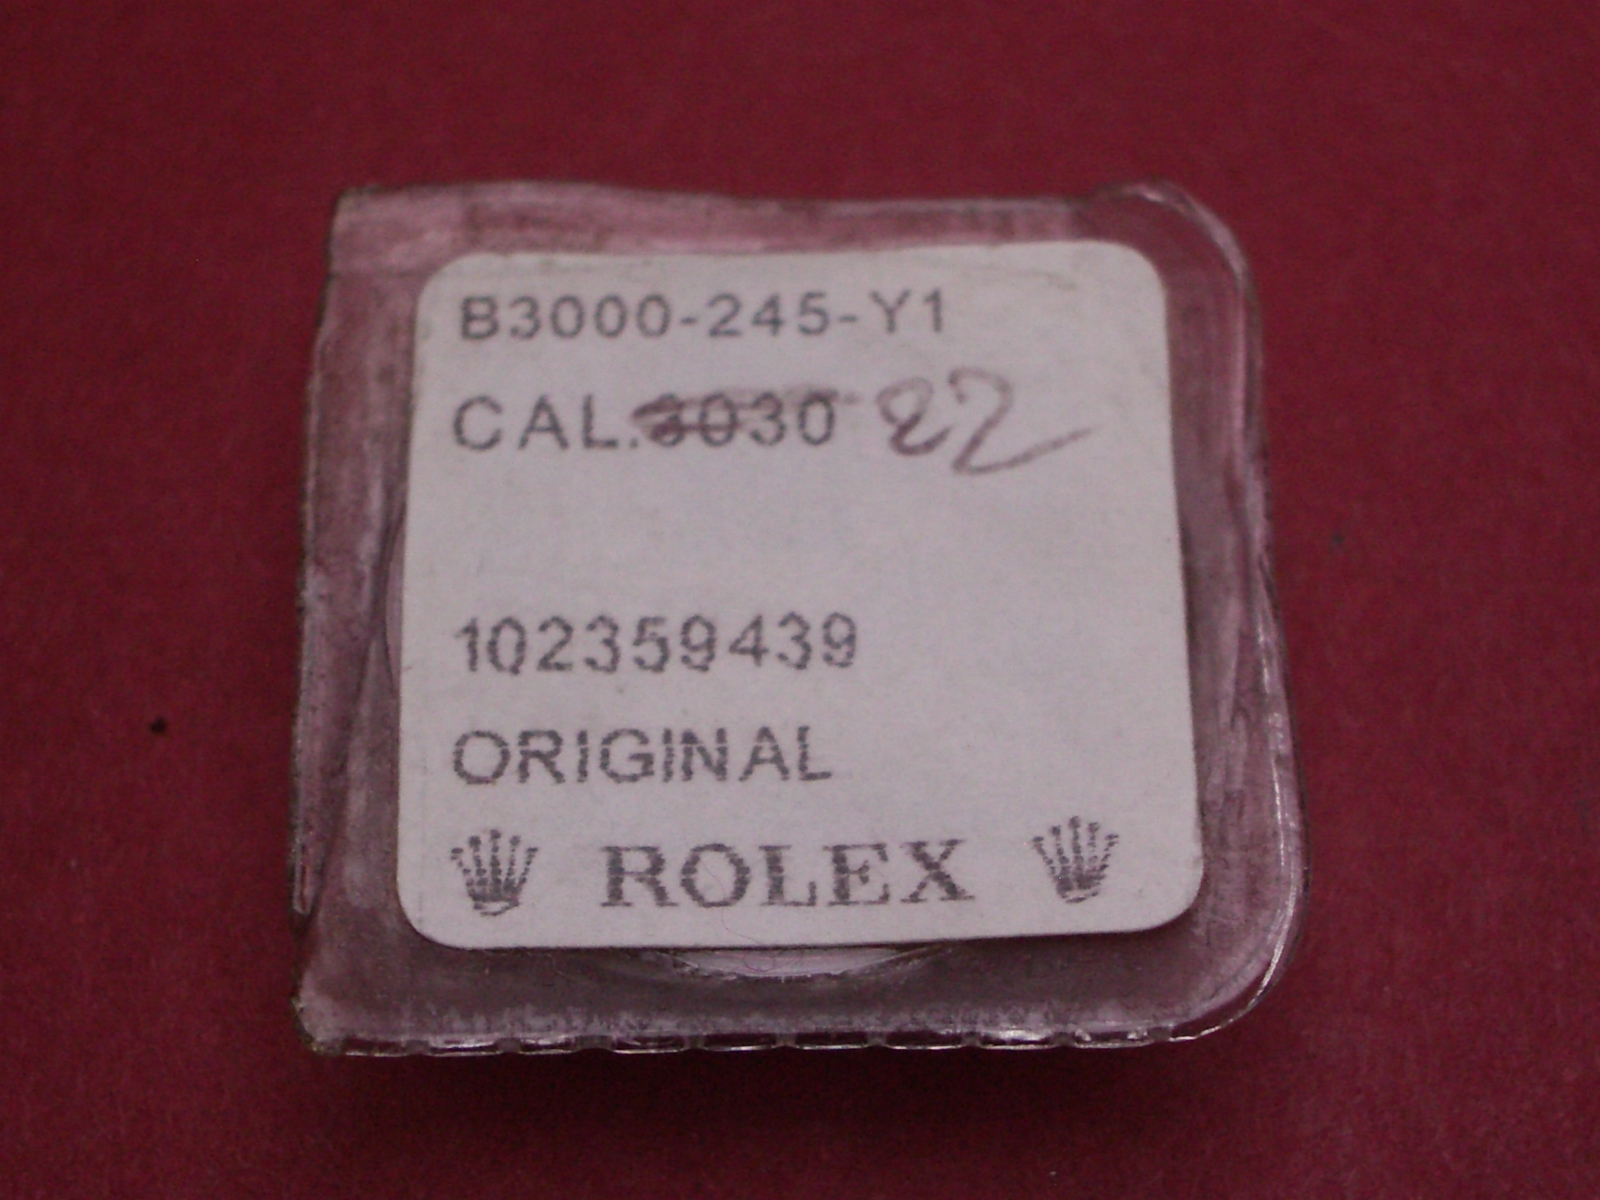 B3000-245-Y1
CAL.3030 22
102359439
ORIGINAL
ROLEX